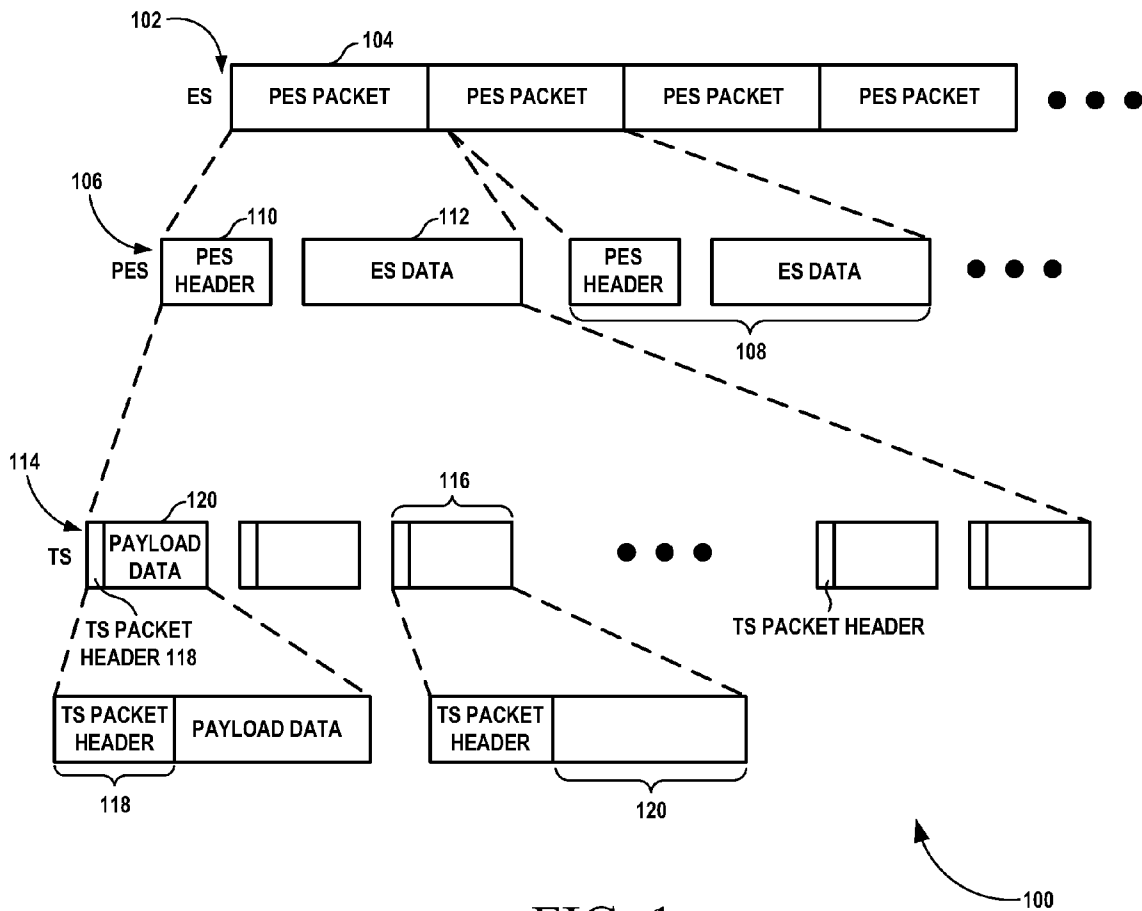 102
104
ES
PES PACKET
PES PACKET
PES PACKET
PES PACKET
106
110
112
PES
PES
HEADER
ES DATA
PES
HEADER
ES DATA
108
114
120
116
TS
PAYLOAD
DATA
TS PACKET
HEADER 118
TS PACKET HEADER
TS PACKET
HEADER
PAYLOAD DATA
TS PACKET
HEADER
118
120
100
FIG. 1